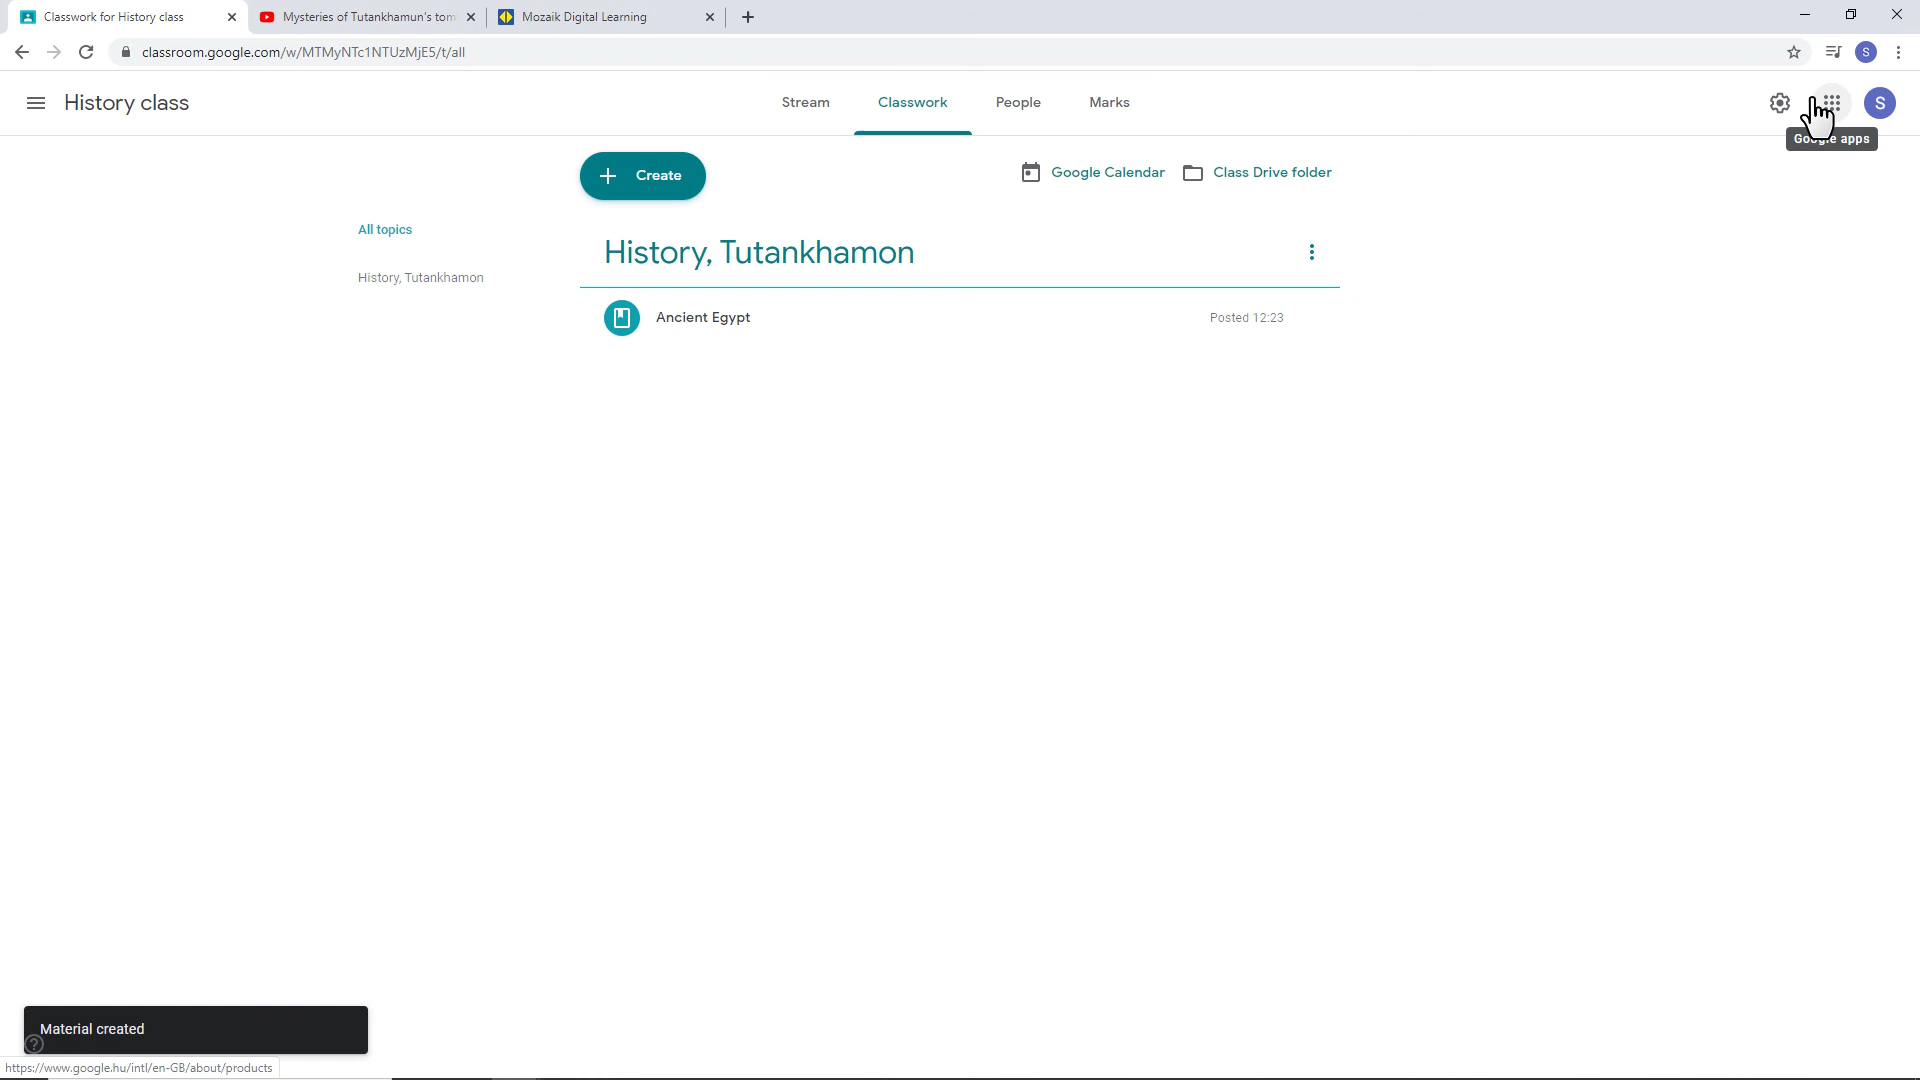 Classwork for History class
Mysteries of Tutankhamun's tom
Mozaik Digital Learning
classroom.google.com/w/MTMyNTc1NTUzMjE5/t/all
S
History class
Stream
Classwork
People
Marks
S
Google apps
Create
Google Calendar
Class Drive folder
All topics
History, Tutankhamon
History, Tutankhamon
Ancient Egypt
Posted 12:23
Material created
https://www.google.hu/intl/en-GB/about/products